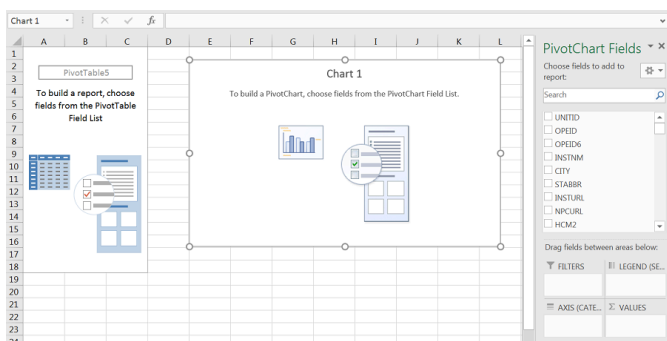 Chart 1
fx
A B C D E F G H I J K L
1
2
3
4
5
6
7
8
9
10
11
12
13
14
15
16
17
18
19
20
21
22
23
24
PivotTable5
To build a report, choose
fields from the PivotTable
Field List
Chart 1
To build a PivotChart, choose fields from the PivotChart Field List.
PivotChart Fields
Choose fields to add to
report:
Search
UNITID
OPEID
OPEID6
INSTNM
CITY
STABBR
INSTURL
NPCURL
HCM2
Drag fields between areas below:
FILTERS
LEGEND (SE...
AXIS (CATE...
Σ VALUES